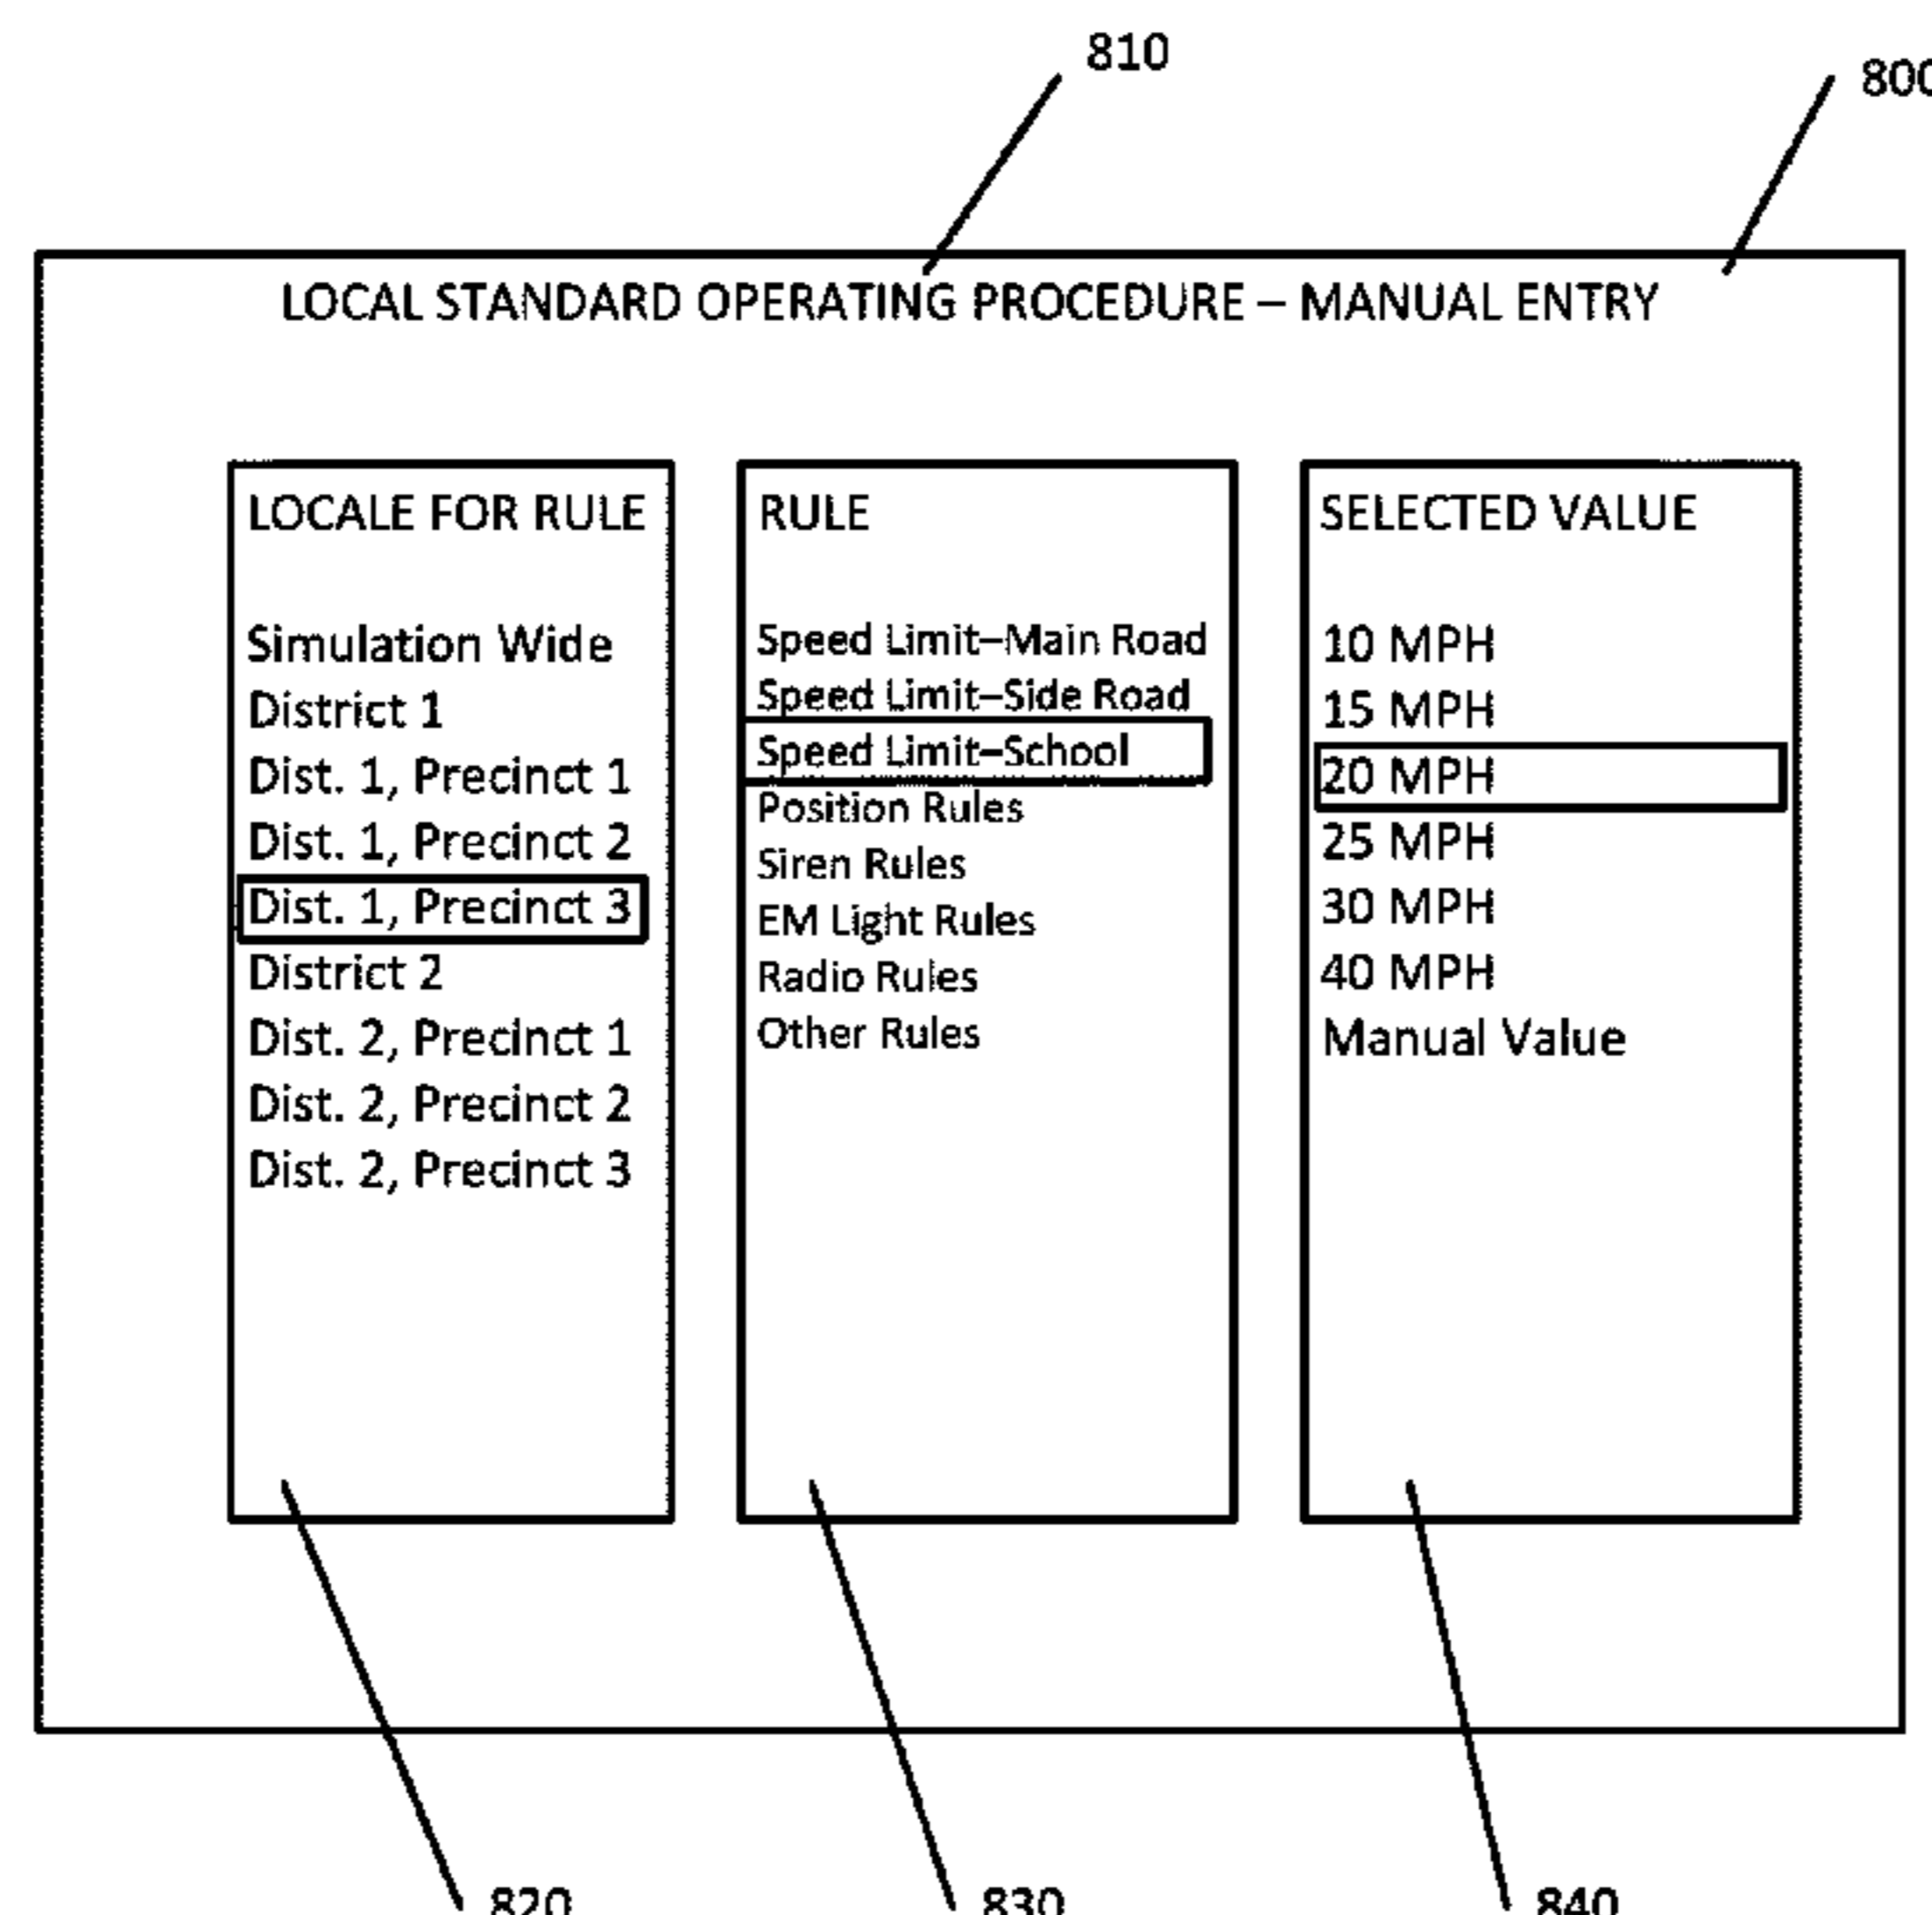 810
800
LOCAL STANDARD OPERATING PROCEDURE – MANUAL ENTRY
LOCALE FOR RULE
Simulation Wide
District 1
Dist. 1, Precinct 1
Dist. 1, Precinct 2
Dist. 1, Precinct 3
District 2
Dist. 2, Precinct 1
Dist. 2, Precinct 2
Dist. 2, Precinct 3
RULE
Speed Limit–Main Road
Speed Limit–Side Road
Speed Limit–School
Position Rules
Siren Rules
EM Light Rules
Radio Rules
Other Rules
SELECTED VALUE
10 MPH
15 MPH
20 MPH
25 MPH
30 MPH
40 MPH
Manual Value
820
830
840